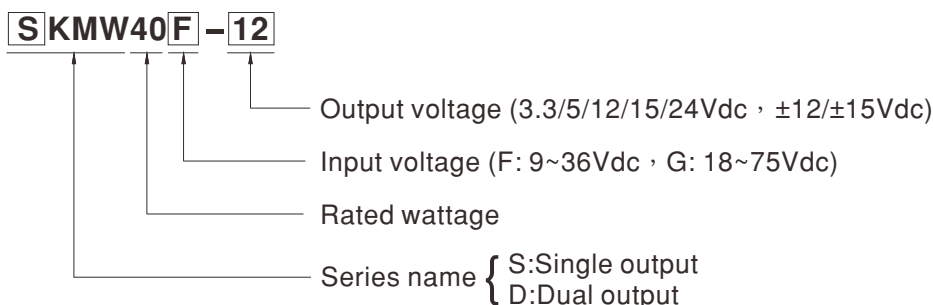 SKMW40F-12
Output voltage (3.3/5/12/15/24Vdc，±12/±15Vdc)
Input voltage (F: 9~36Vdc，G: 18~75Vdc)
Rated wattage
Series name { S:Single output
D:Dual output